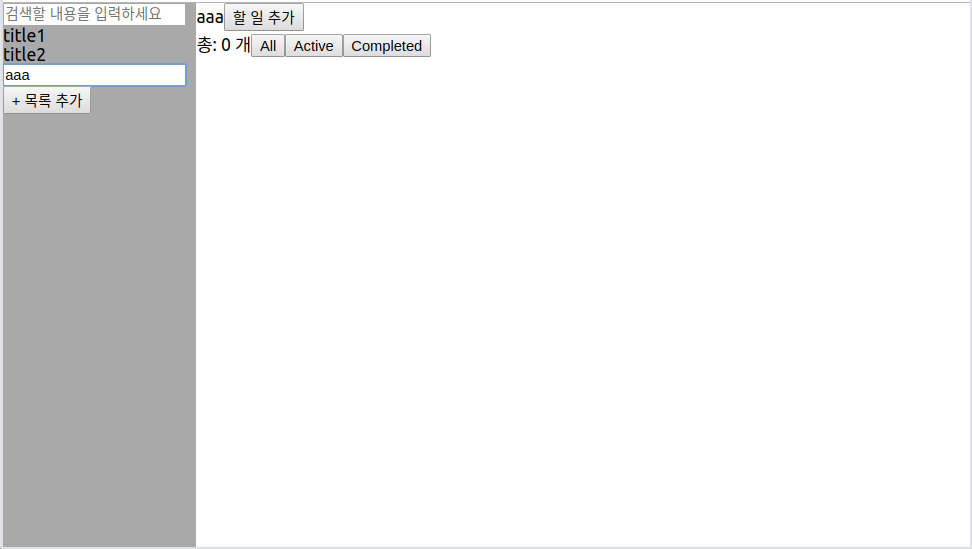 검색할 내용을 입력하세요
title1
title2
aaa
+ 목록 추가
aaa 할 일 추가
총: 0 개 All Active Completed